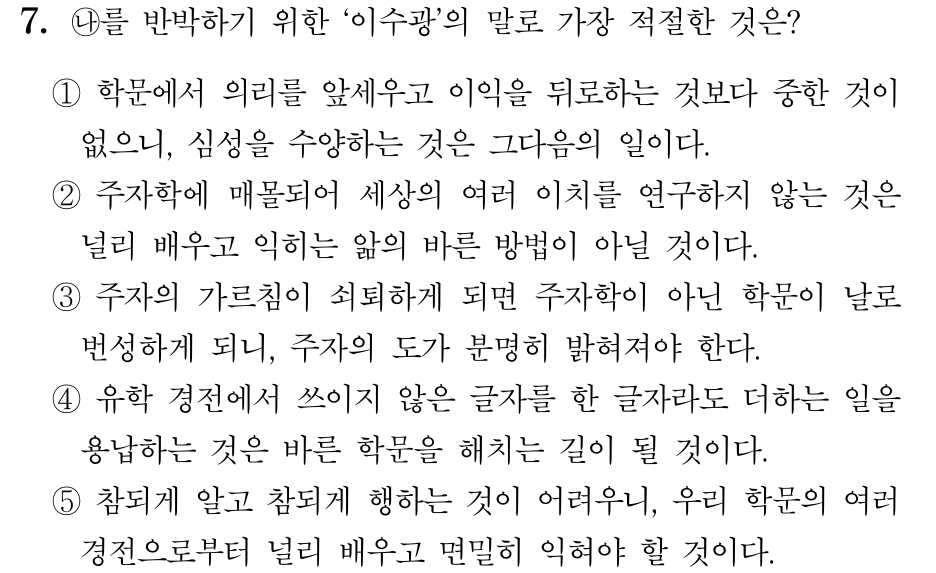 7. ㉯를 반박하기 위한 ‘이수광’의 말로 가장 적절한 것은?
① 학문에서 의리를 앞세우고 이익을 뒤로하는 것보다 중한 것이
없으니, 심성을 수양하는 것은 그다음의 일이다.
② 주자학에 매몰되어 세상의 여러 이치를 연구하지 않는 것은
널리 배우고 익히는 앎의 바른 방법이 아닐 것이다.
③ 주자의 가르침이 쇠퇴하게 되면 주자학이 아닌 학문이 날로
번성하게 되니, 주자의 도가 분명히 밝혀져야 한다.
④ 유학 경전에서 쓰이지 않은 글자를 한 글자라도 더하는 일을
용납하는 것은 바른 학문을 해치는 길이 될 것이다.
⑤ 참되게 알고 참되게 행하는 것이 어려우니, 우리 학문의 여러
경전으로부터 널리 배우고 면밀히 익혀야 할 것이다.